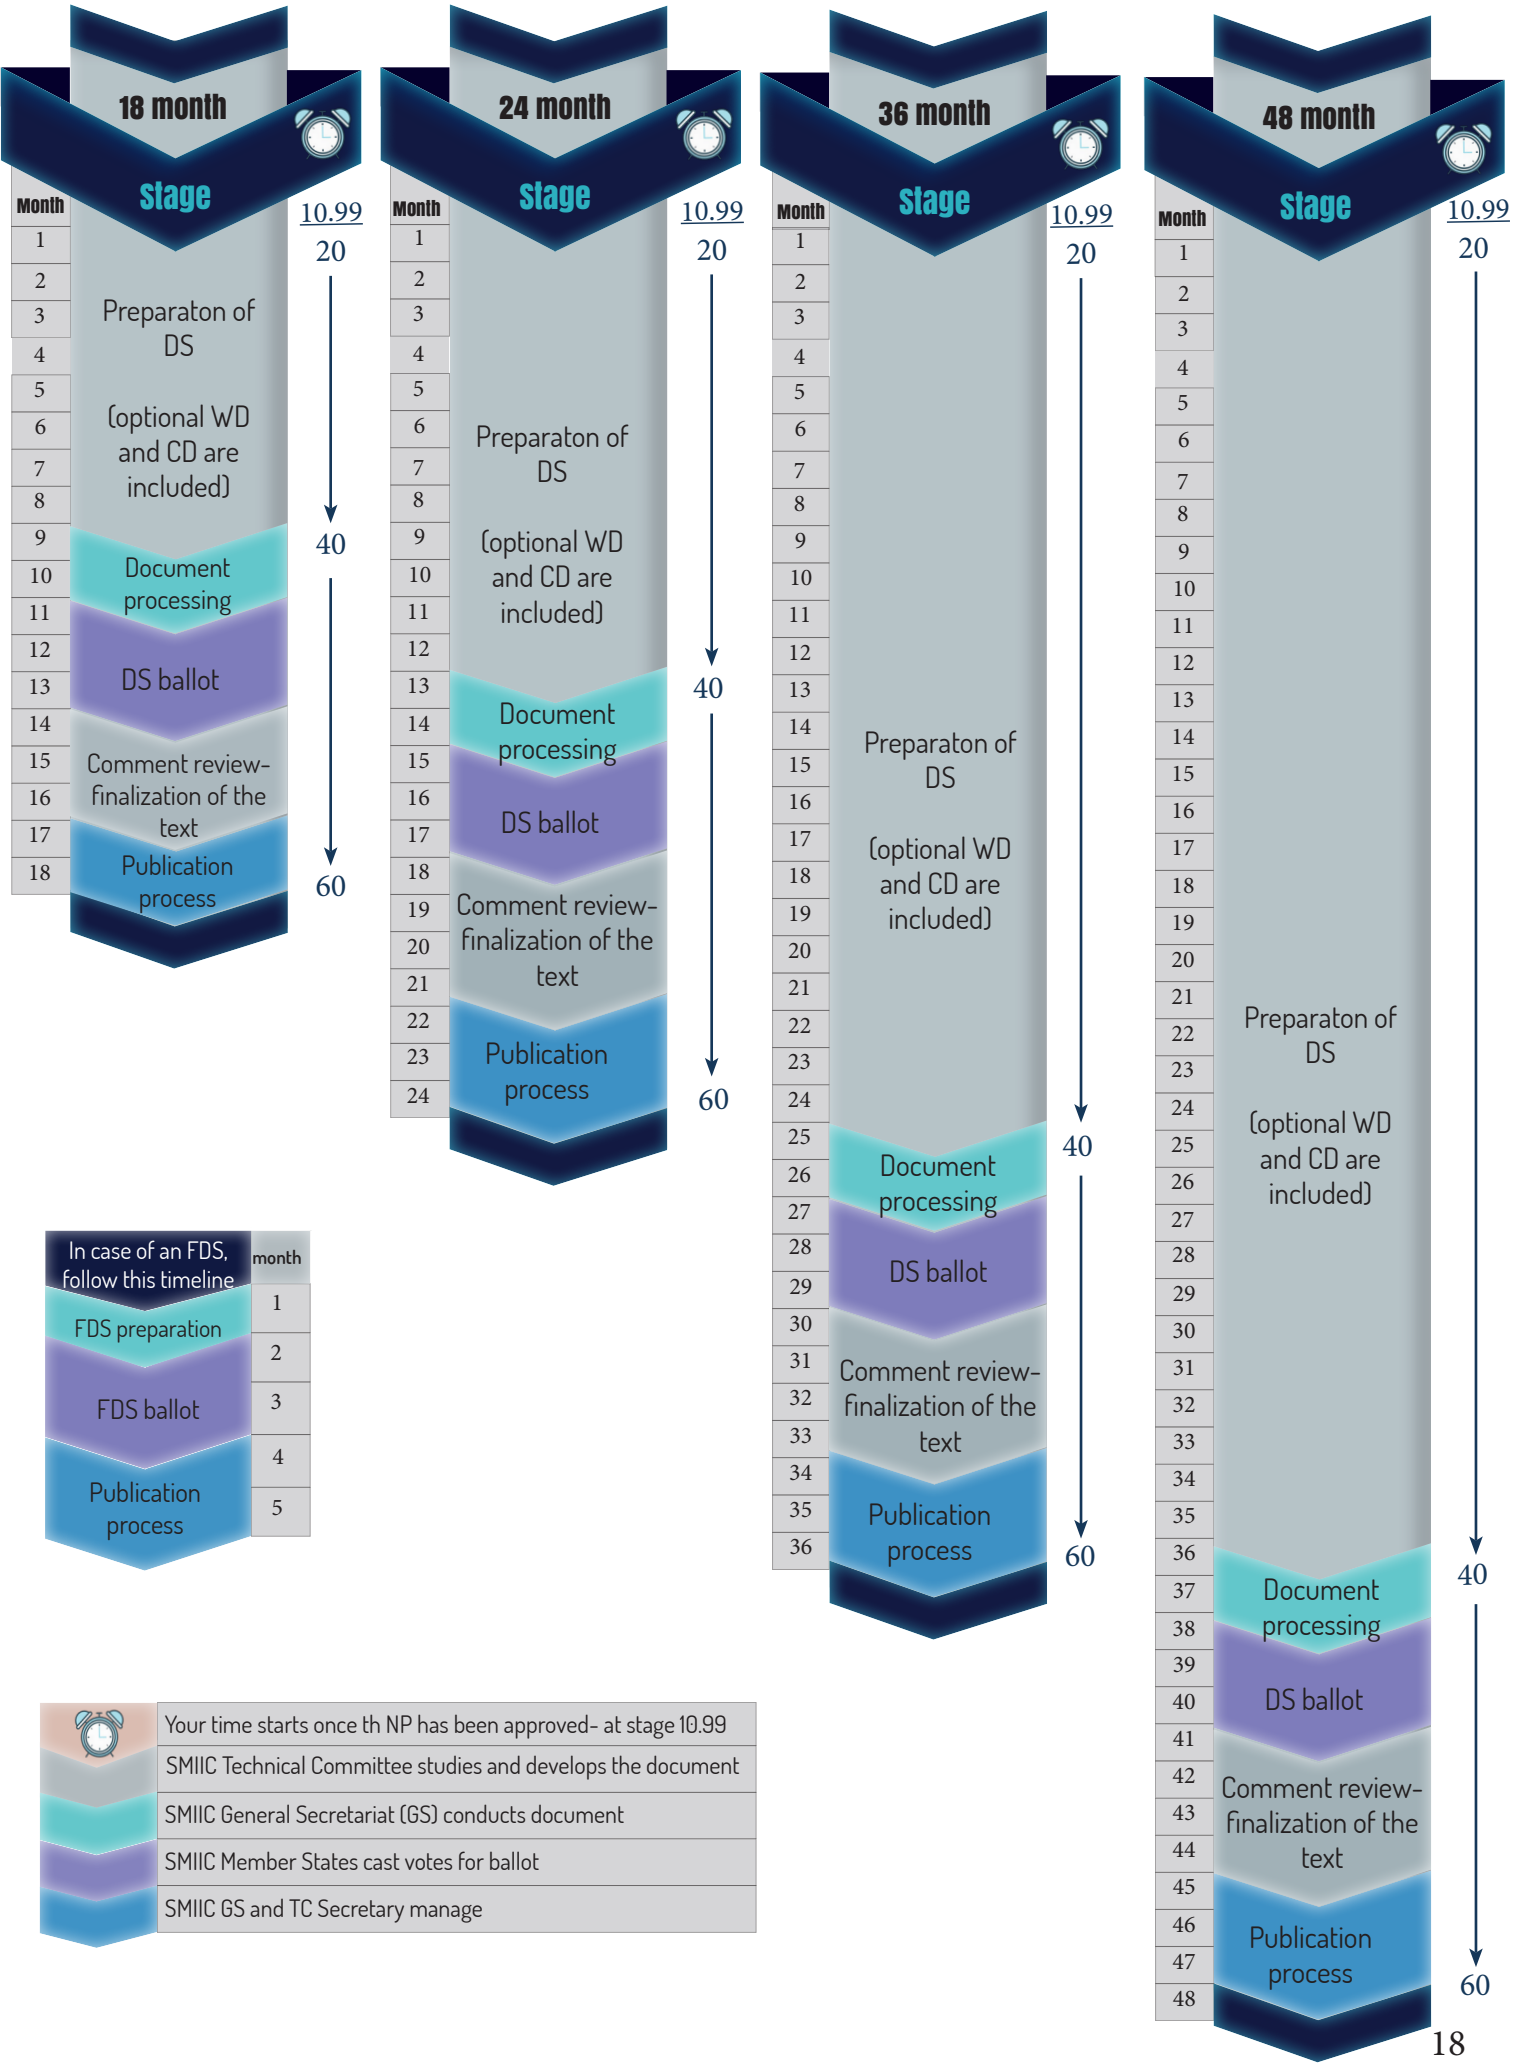 18 month
Stage
Month
10.99
20
1
2
3
4
5
6
7
8
9
10
11
12
13
14
15
16
17
18
Preparaton of
DS
(optional WD
and CD are
included)
40
Document
processing
DS ballot
Comment review-
finalization of the
text
Publication
process
60
24 month
Stage
Month
10.99
20
1
2
3
4
5
6
7
8
9
10
11
12
13
14
15
16
17
18
19
20
21
22
23
24
Preparaton of
DS
(optional WD
and CD are
included)
40
Document
processing
DS ballot
Comment review-
finalization of the
text
Publication
process
60
36 month
Stage
Month
10.99
20
1
2
3
4
5
6
7
8
9
10
11
12
13
14
15
16
17
18
19
20
21
22
23
24
25
26
27
28
29
30
31
32
33
34
35
36
Preparaton of
DS
(optional WD
and CD are
included)
40
Document
processing
DS ballot
Comment review-
finalization of the
text
Publication
process
60
48 month
Stage
Month
10.99
20
1
2
3
4
5
6
7
8
9
10
11
12
13
14
15
16
17
18
19
20
21
22
23
24
25
26
27
28
29
30
31
32
33
34
35
36
37
38
39
40
41
42
43
44
45
46
47
48
Preparaton of
DS
(optional WD
and CD are
included)
40
Document
processing
DS ballot
Comment review-
finalization of the
text
Publication
process
60
In case of an FDS,
follow this timeline
month
1
2
3
4
5
FDS preparation
FDS ballot
Publication
process
Your time starts once th NP has been approved- at stage 10.99
SMIIC Technical Committee studies and develops the document
SMIIC General Secretariat (GS) conducts document
SMIIC Member States cast votes for ballot
SMIIC GS and TC Secretary manage
18